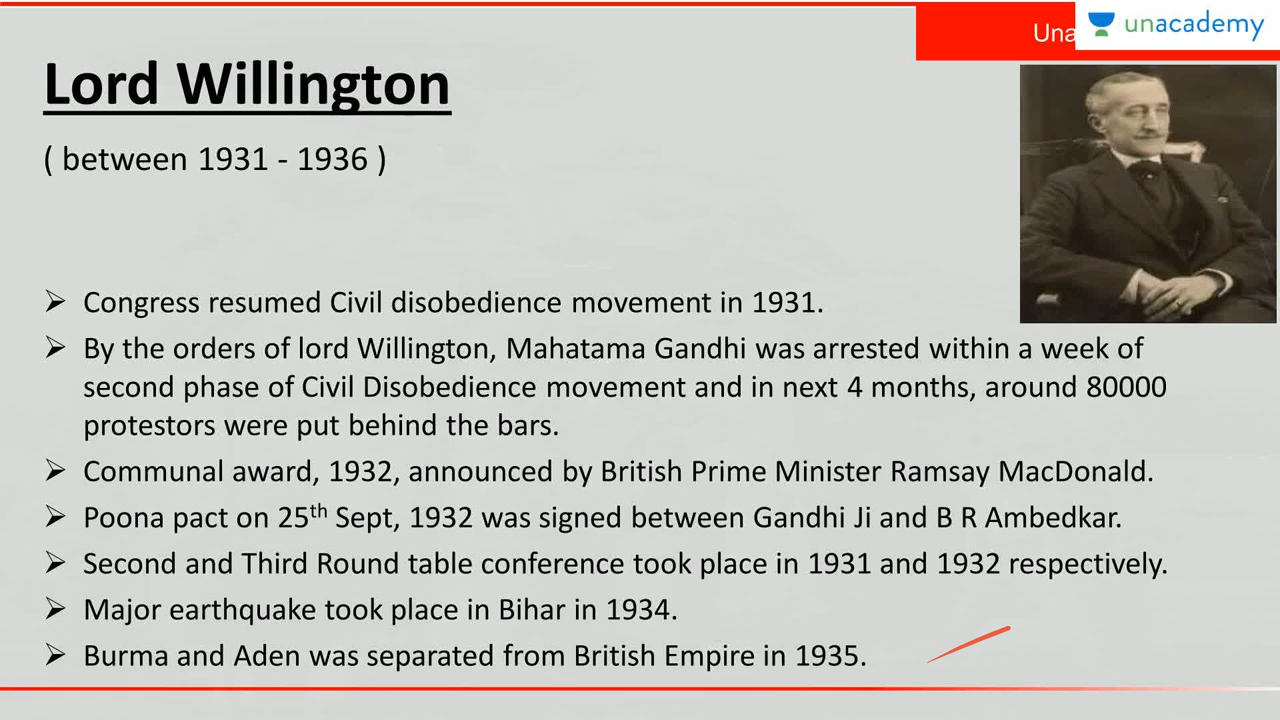 Una
unacademy
Lord Willington
( between 1931 - 1936 )
➢ Congress resumed Civil disobedience movement in 1931.
➢ By the orders of lord Willington, Mahatama Gandhi was arrested within a week of
second phase of Civil Disobedience movement and in next 4 months, around 80000
protestors were put behind the bars.
➢ Communal award, 1932, announced by British Prime Minister Ramsay MacDonald.
➢ Poona pact on 25th Sept, 1932 was signed between Gandhi Ji and B R Ambedkar.
➢ Second and Third Round table conference took place in 1931 and 1932 respectively.
➢ Major earthquake took place in Bihar in 1934.
➢ Burma and Aden was separated from British Empire in 1935.